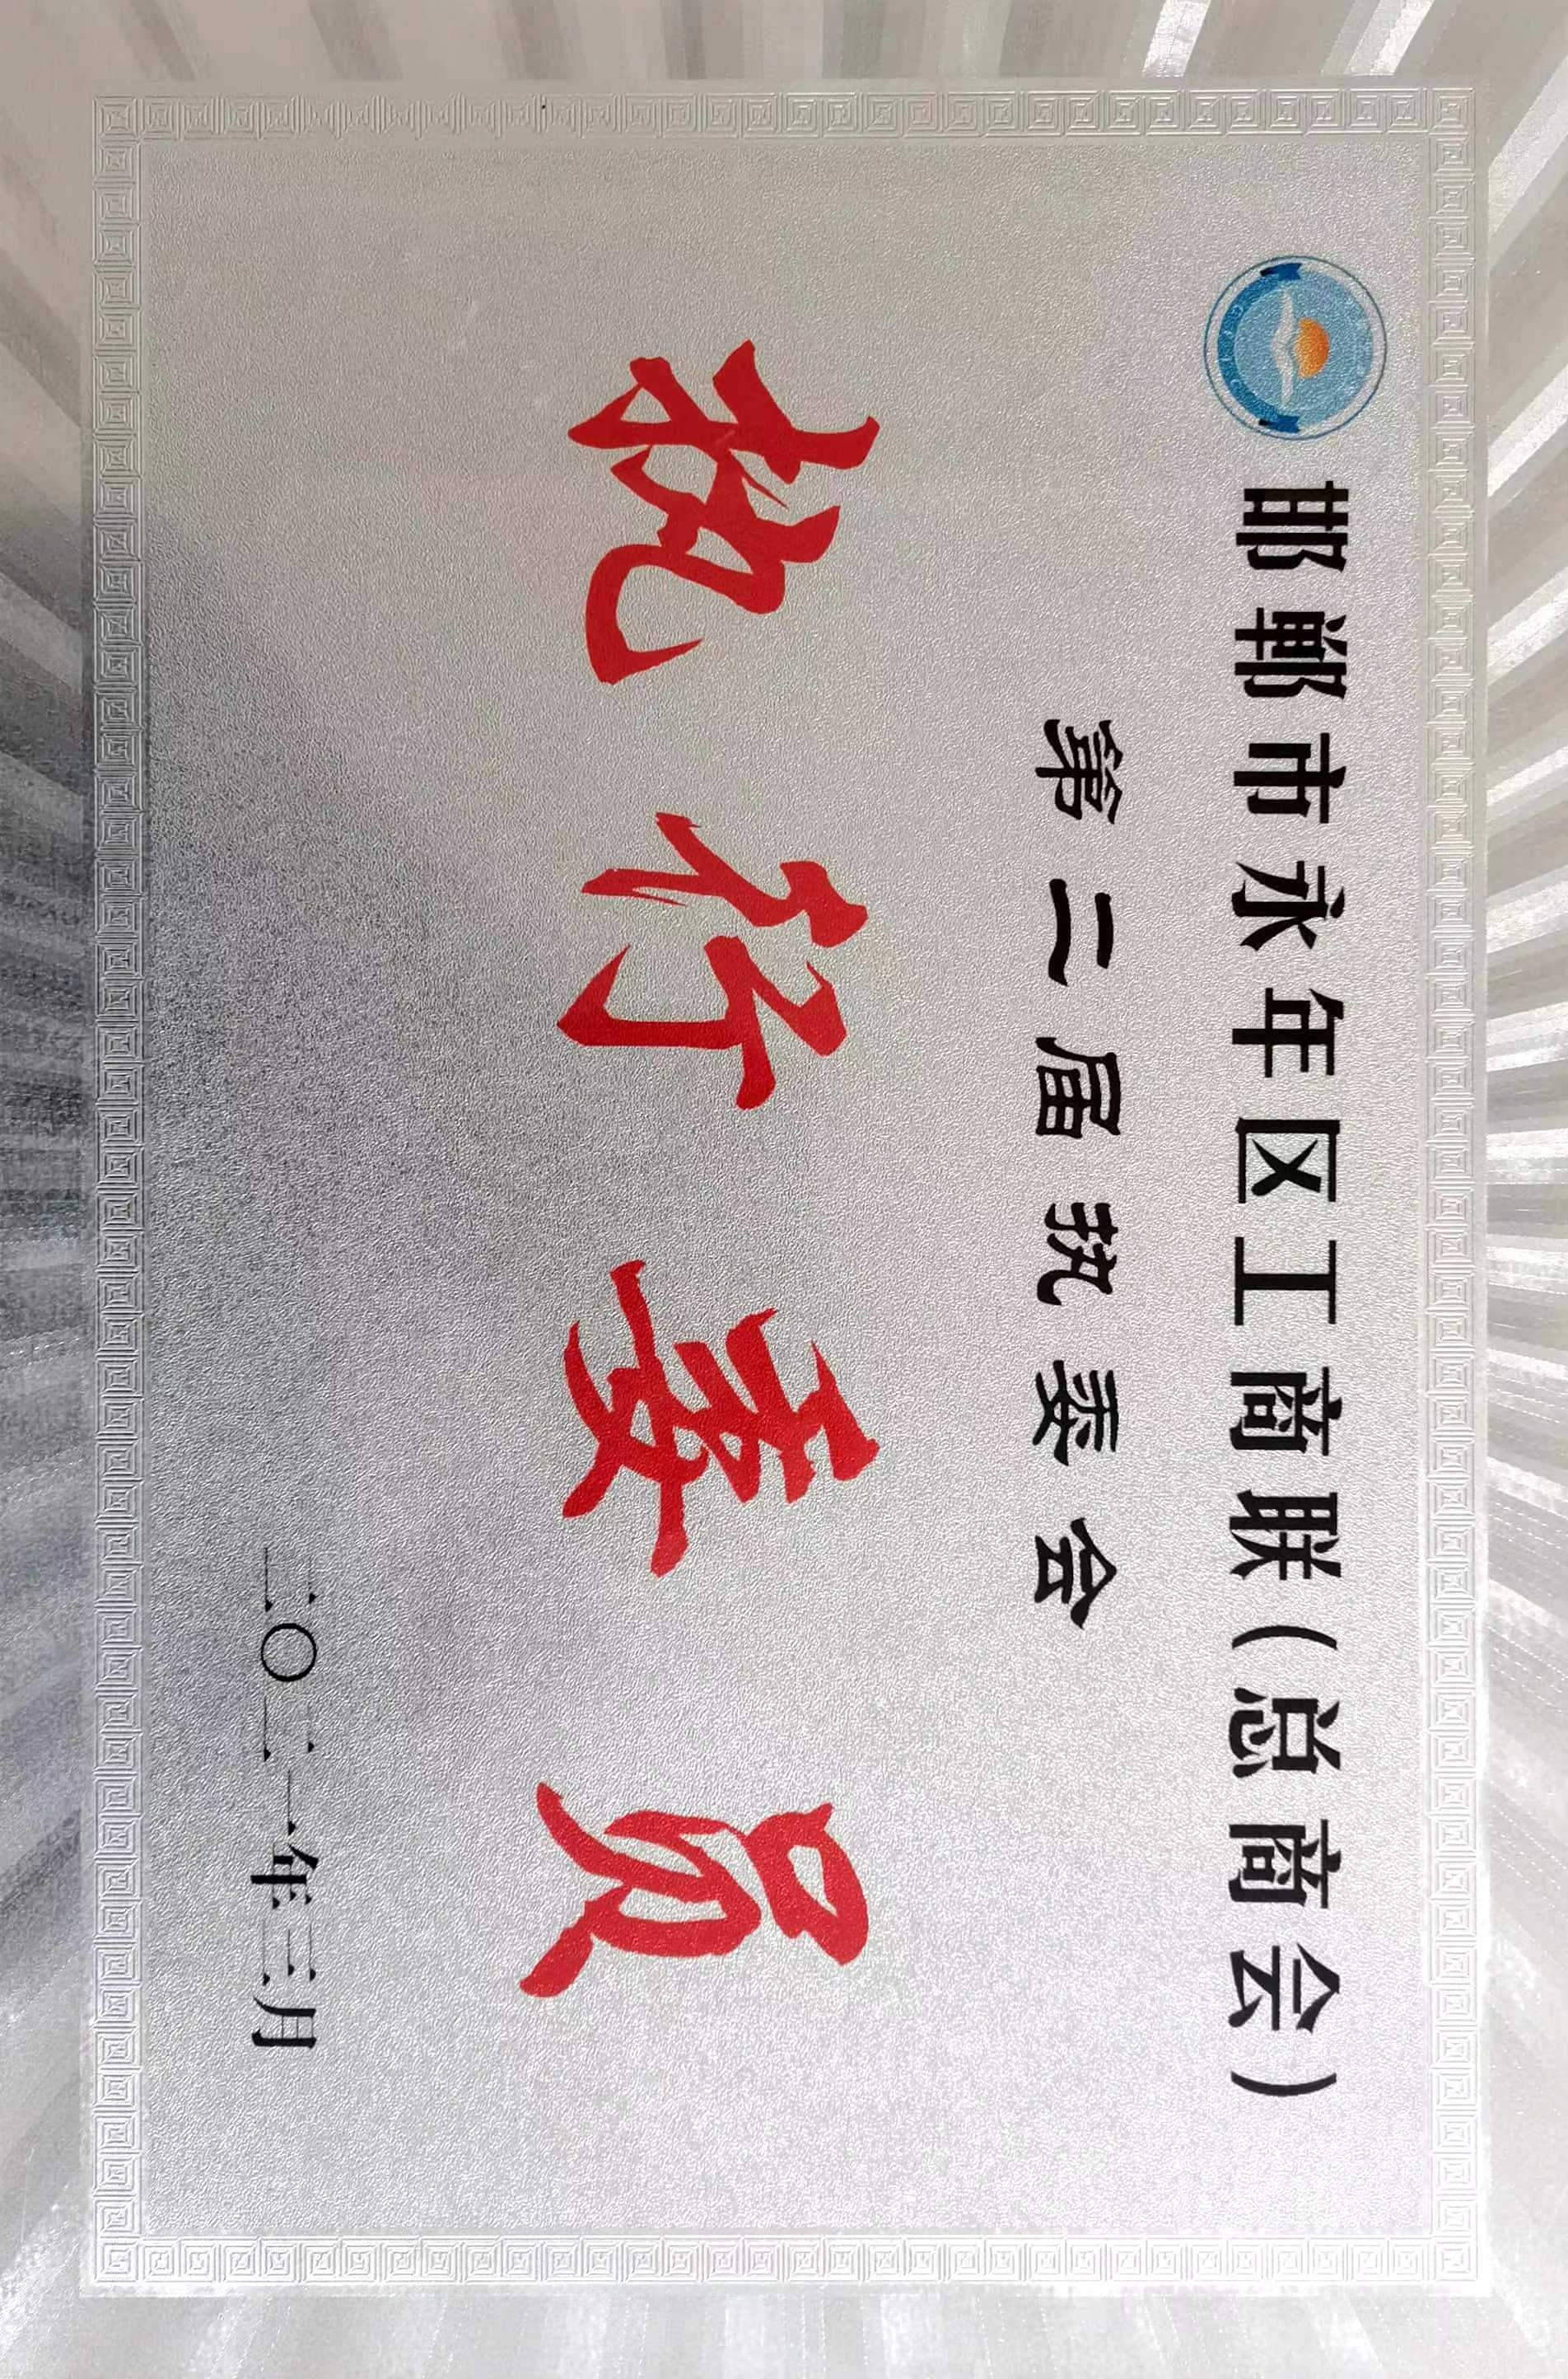 邯郸市永年区工商联(总商会)
第二届执委会
执行委员
二〇二一年三月